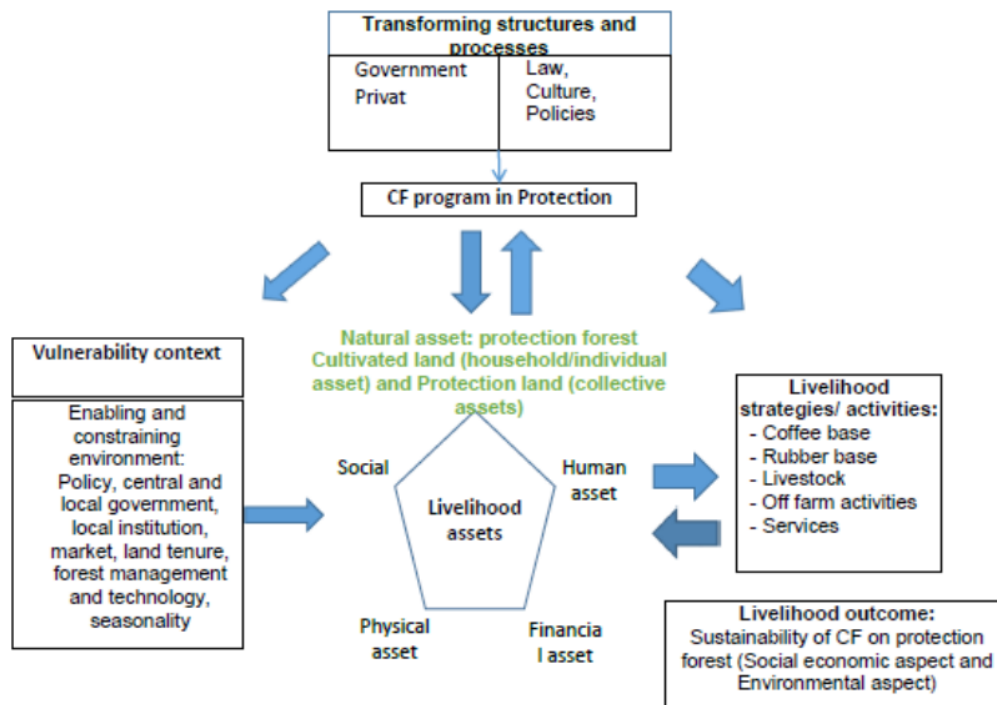 Transforming structures and
processes
Government
Privat
Law,
Culture,
Policies
CF program in Protection
Natural asset: protection forest
Cultivated land (household/individual
asset) and Protection land (collective
assets)
Vulnerability context
Enabling and
constraining
environment:
Policy, central and
local government,
local institution,
market, land tenure,
forest management
and technology,
seasonality
Social
Human
asset
Livelihood
assets
Physical
asset
Financia
l asset
Livelihood
strategies/ activities:
- Coffee base
- Rubber base
- Livestock
- Off farm activities
- Services
Livelihood outcome:
Sustainability of CF on protection
forest (Social economic aspect and
Environmental aspect)